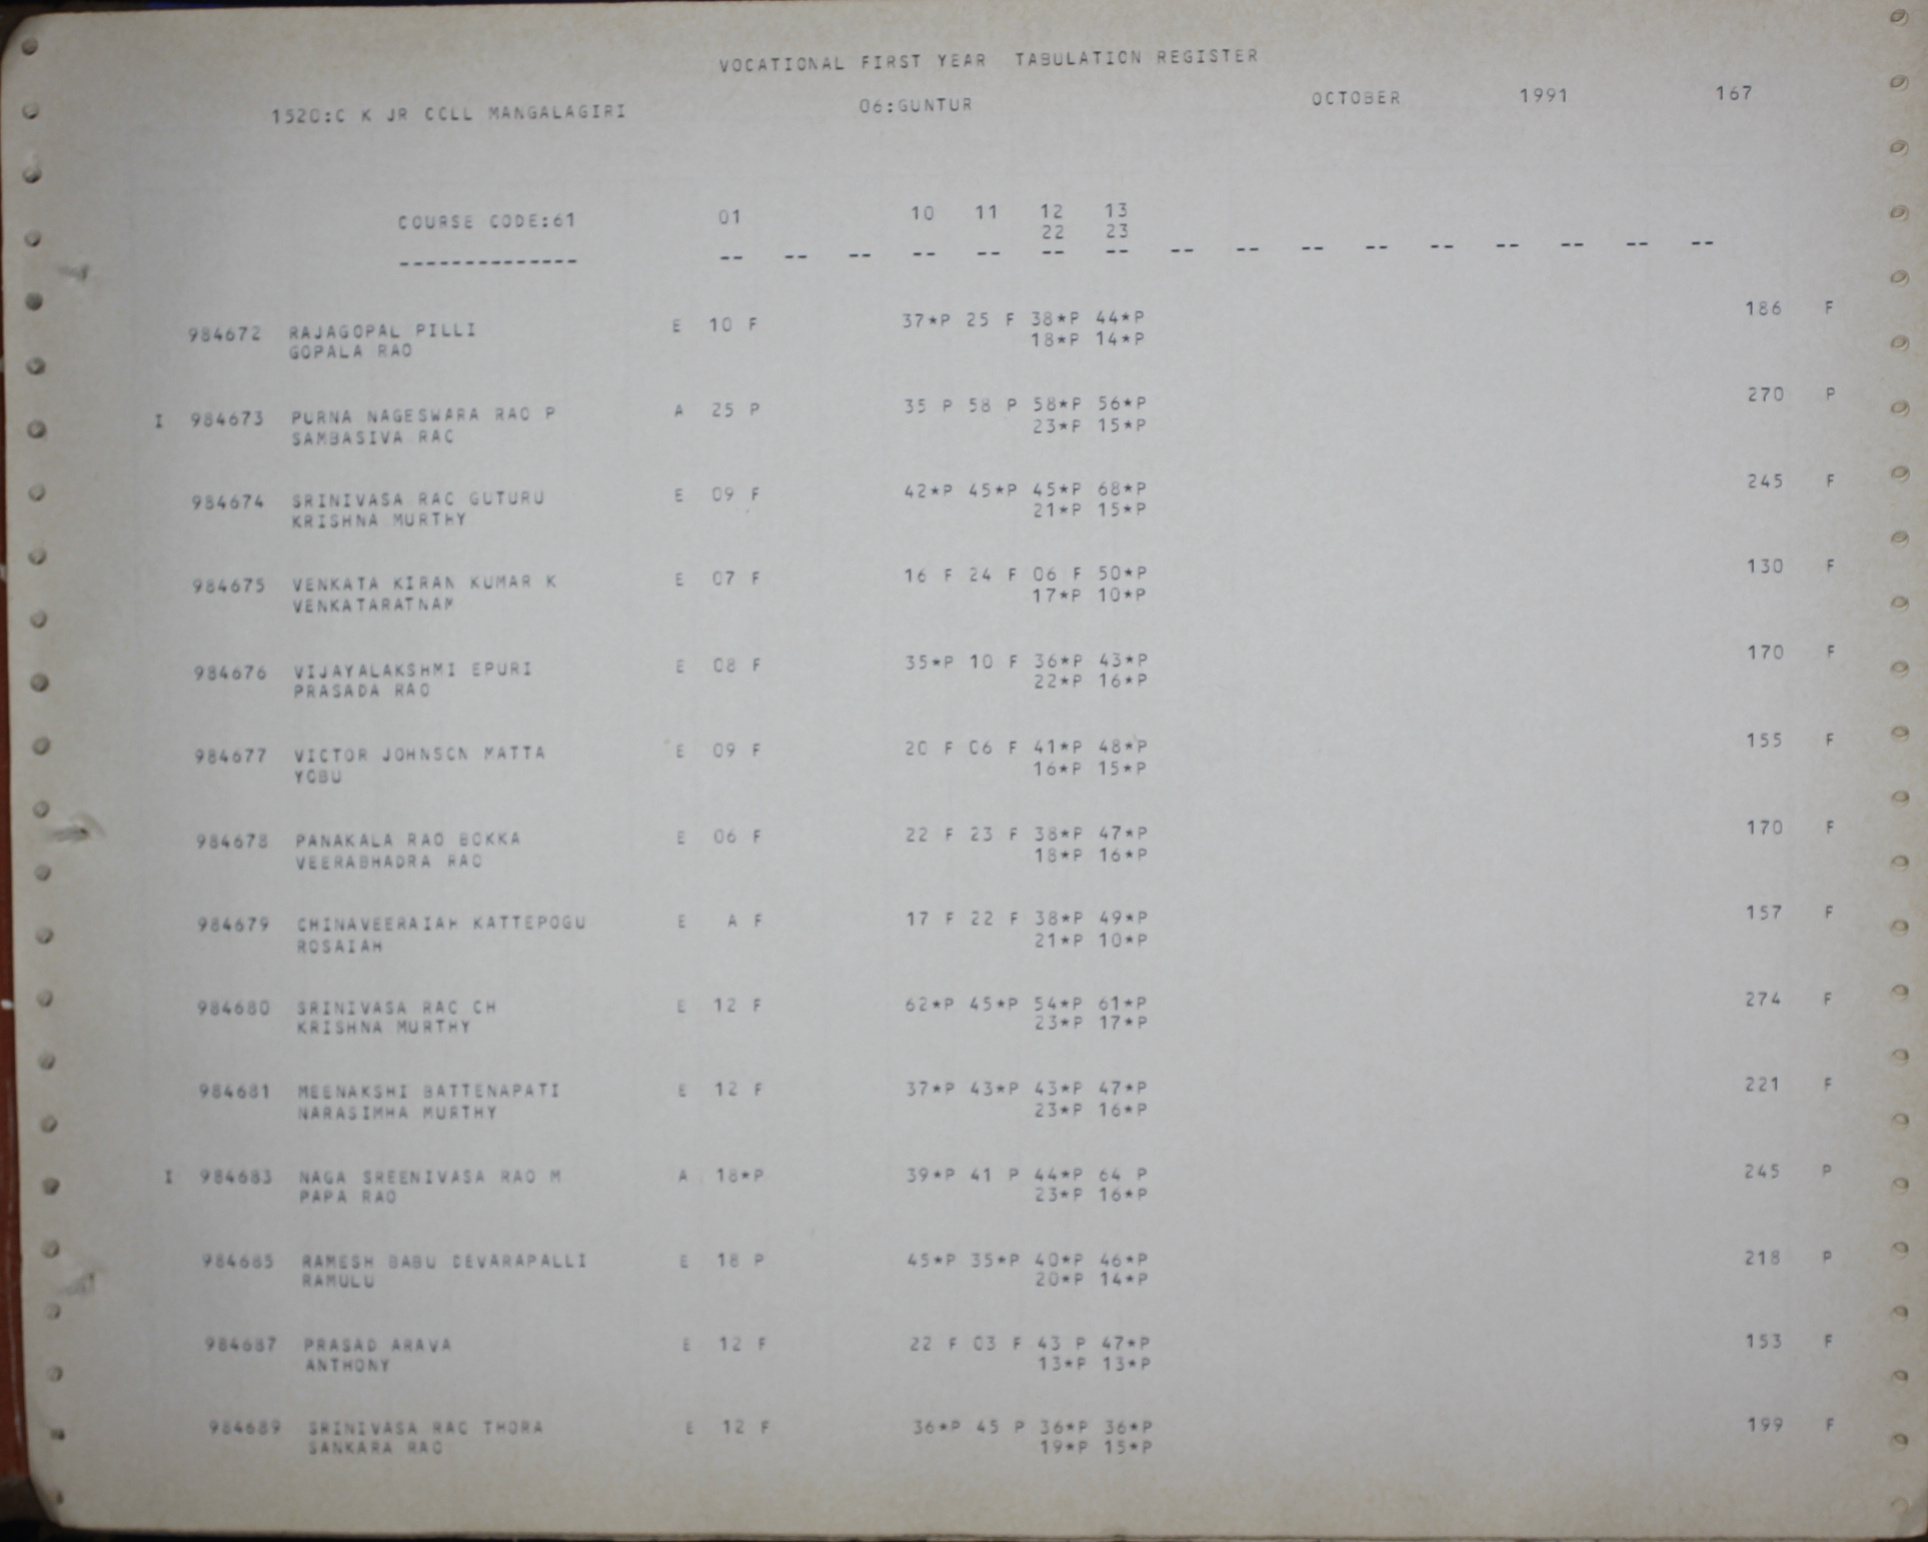 VOCATIONAL FIRST YEAR TABULATION REGISTER
1520:C K JR COLL MANGALAGIRI 06:GUNTUR OCTOBER 1991 167
COURSE CODE:61 01 10 11 12 13
22 23
-------------- -- -- -- -- -- -- -- -- -- -- -- -- -- -- -- --
984672 RAJAGOPAL PILLI E 10 F 37*P 25 F 38*P 44*P 186 F
GOPALA RAO 18*P 14*P
I 984673 PURNA NAGESWARA RAO P A 25 P 35 P 58 P 58*P 56*P 270 P
SAMBASIVA RAO 23*P 15*P
984674 SRINIVASA RAO GUTURU E 09 F 42*P 45*P 45*P 68*P 245 F
KRISHNA MURTHY 21*P 15*P
984675 VENKATA KIRAN KUMAR K E 07 F 16 F 24 F 06 F 50*P 130 F
VENKATARATNAM 17*P 10*P
984676 VIJAYALAKSHMI EPURI E 08 F 35*P 10 F 36*P 43*P 170 F
PRASADA RAO 22*P 16*P
984677 VICTOR JOHNSON MATTA E 09 F 20 F 06 F 41*P 48*P 155 F
YOBU 16*P 15*P
984678 PANAKALA RAO BOKKA E 06 F 22 F 23 F 38*P 47*P 170 F
VEERABHADRA RAO 18*P 16*P
984679 CHINAVEERAIAH KATTEPOGU E A F 17 F 22 F 38*P 49*P 157 F
ROSAIAH 21*P 10*P
984680 SRINIVASA RAO CH E 12 F 62*P 45*P 54*P 61*P 274 F
KRISHNA MURTHY 23*P 17*P
984681 MEENAKSHI BATTENAPATI E 12 F 37*P 43*P 43*P 47*P 221 F
NARASIMHA MURTHY 23*P 16*P
I 984683 NAGA SREENIVASA RAO M A 18*P 39*P 41 P 44*P 64 P 245 P
PAPA RAO 23*P 16*P
984685 RAMESH BABU DEVARAPALLI E 18 P 45*P 35*P 40*P 46*P 218 P
RAMULU 20*P 14*P
984687 PRASAD ARAVA E 12 F 22 F 03 F 43 P 47*P 153 F
ANTHONY 13*P 13*P
984689 SRINIVASA RAO THORA E 12 F 36*P 45 P 36*P 36*P 199 F
SANKARA RAO 19*P 15*P